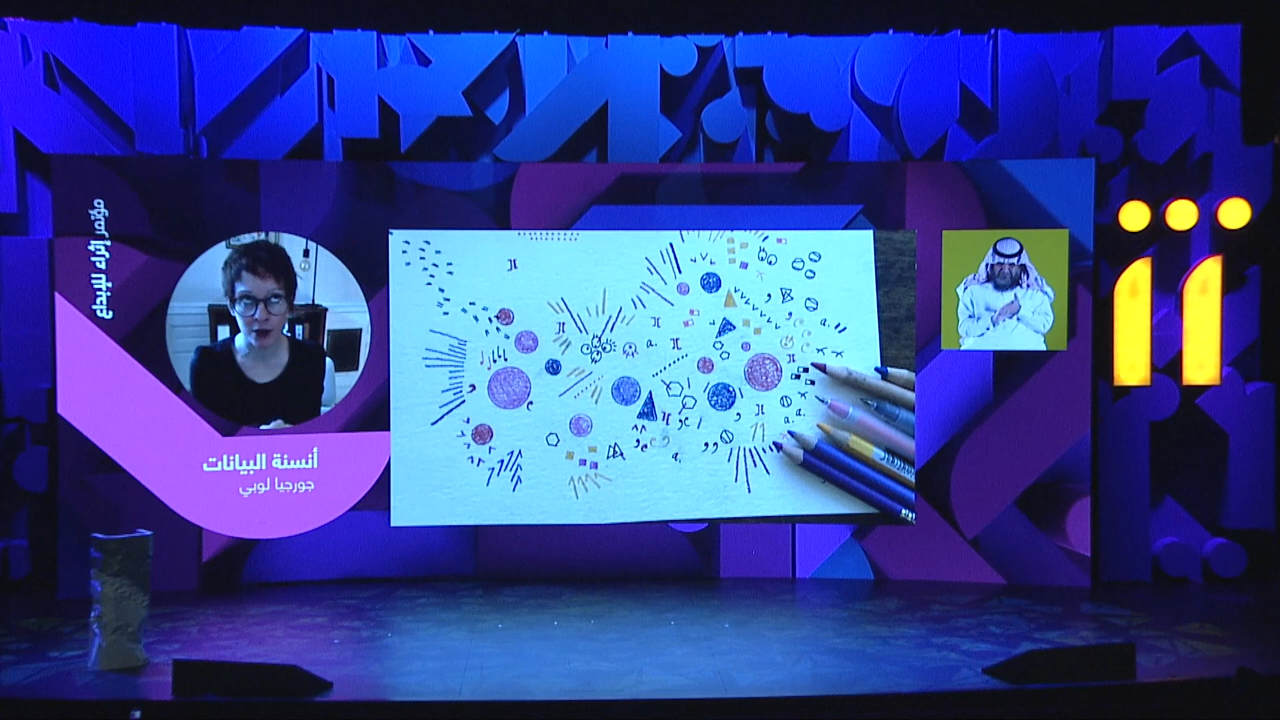 مؤتمر إثراء للإبداع
أنسنة البيانات
جورجيا لوبي